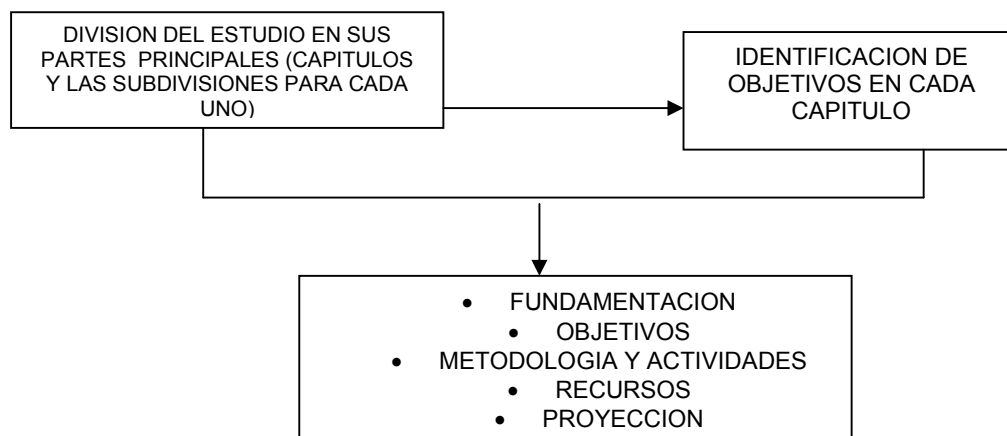 DIVISION DEL ESTUDIO EN SUS
PARTES PRINCIPALES (CAPITULOS
Y LAS SUBDIVISIONES PARA CADA
UNO)
IDENTIFICACION DE
OBJETIVOS EN CADA
CAPITULO
• FUNDAMENTACION
• OBJETIVOS
• METODOLOGIA Y ACTIVIDADES
• RECURSOS
• PROYECCION